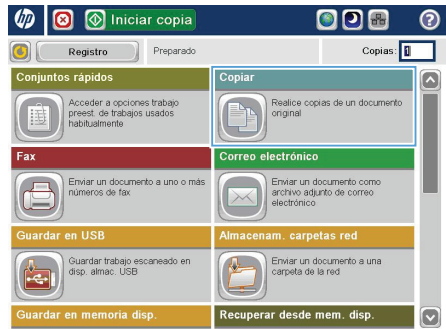 hp
Iniciar copia
?
Registro
Preparado
Copias: 1
Conjuntos rápidos
Acceder a opciones trabajo
preest. de trabajos usados
habitualmente
Copiar
Realice copias de un documento
original
Fax
Enviar un documento a uno o más
números de fax
Correo electrónico
Enviar un documento como
archivo adjunto de correo
electrónico
Guardar en USB
Guardar trabajo escaneado en
disp. almac. USB
Almacenam. carpetas red
Enviar un documento a una
carpeta de la red
Guardar en memoria disp.
Recuperar desde mem. disp.